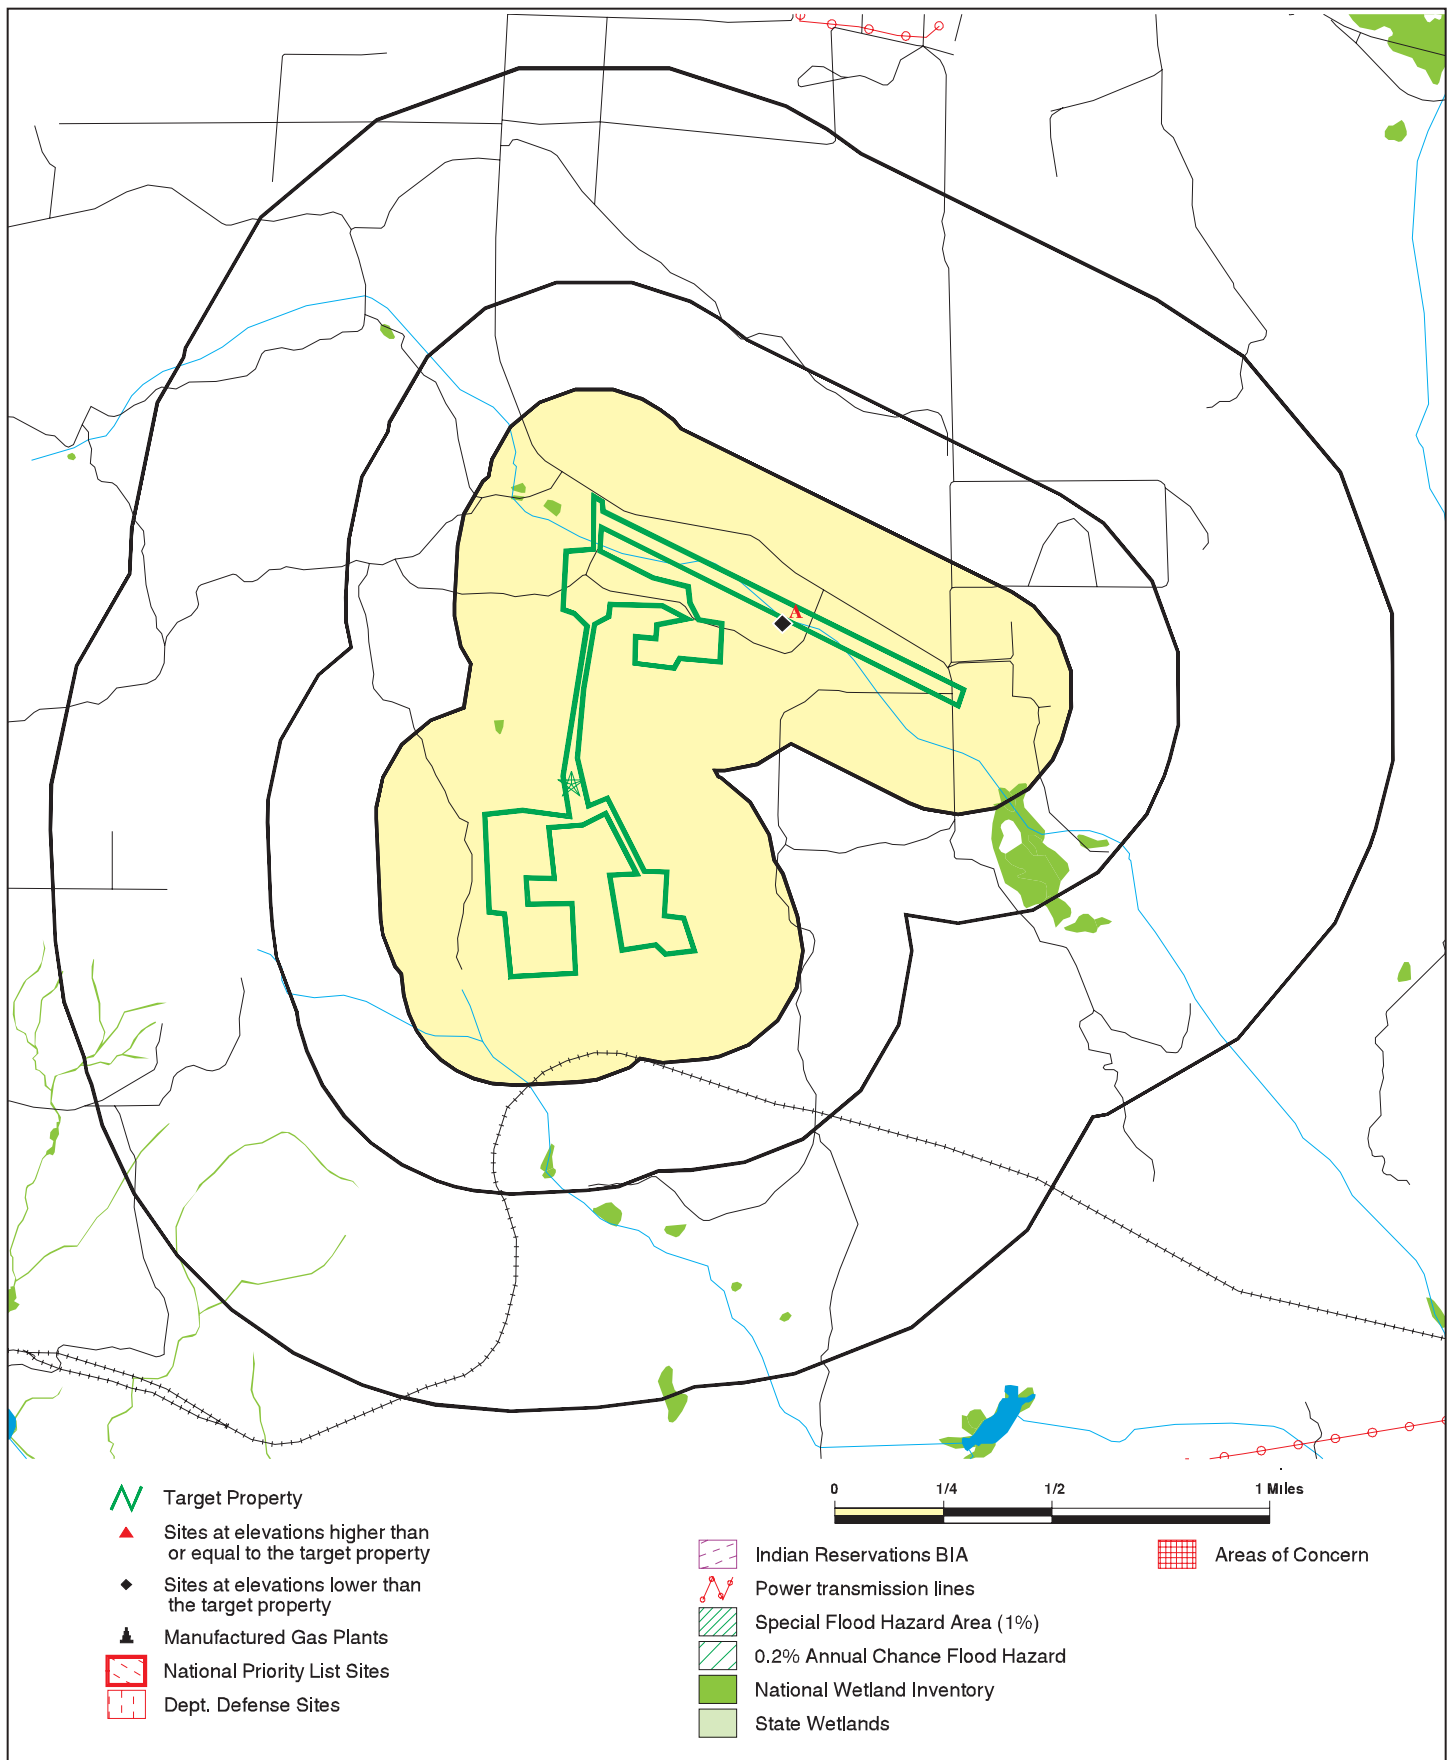 A
Target Property
Sites at elevations higher than
or equal to the target property
Sites at elevations lower than
the target property
Manufactured Gas Plants
National Priority List Sites
Dept. Defense Sites
0 1/4 1/2 1 Miles
Indian Reservations BIA
Power transmission lines
Special Flood Hazard Area (1%)
0.2% Annual Chance Flood Hazard
National Wetland Inventory
State Wetlands
Areas of Concern